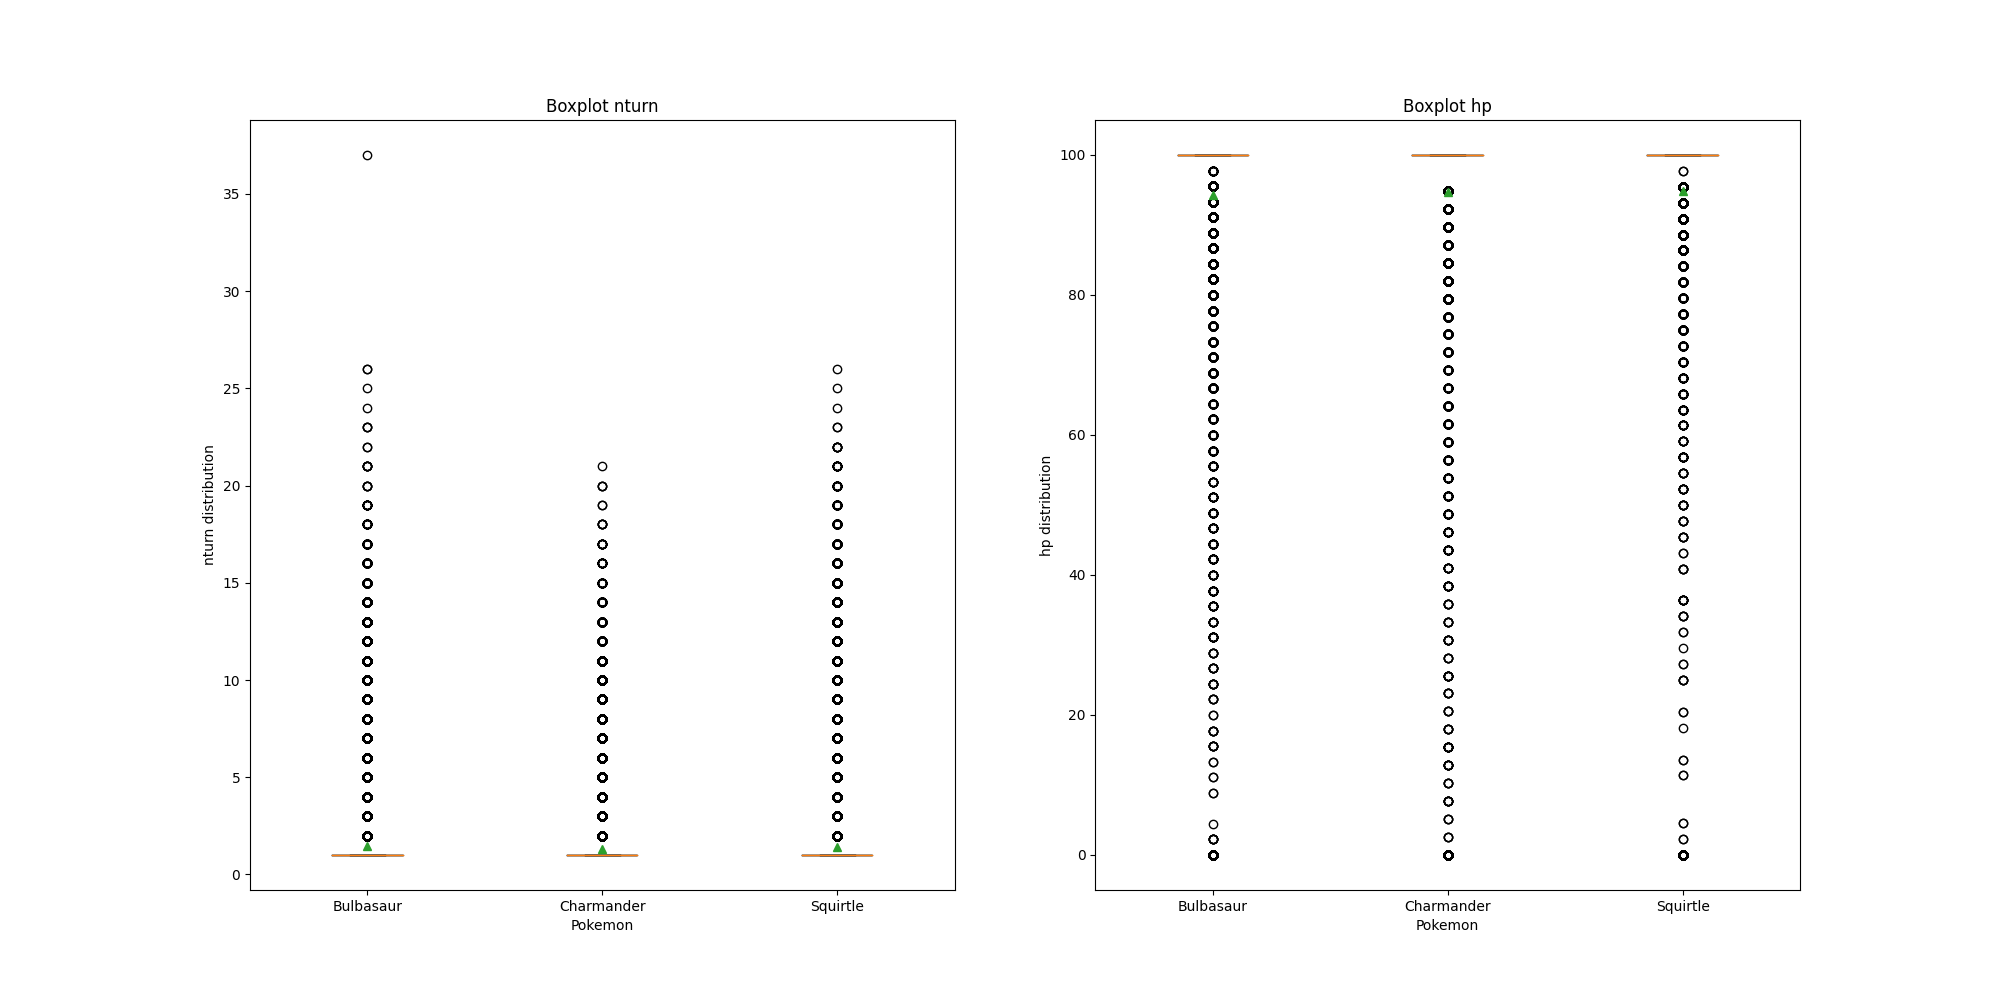 Boxplot nturn
nturn distribution
35
30
25
20
15
10
5
0
Bulbasaur Charmander Squirtle
Pokemon
Boxplot hp
hp distribution
100
80
60
40
20
0
Bulbasaur Charmander Squirtle
Pokemon